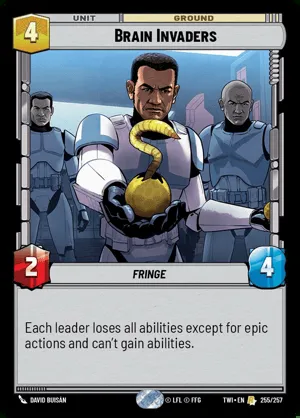 UNIT
GROUND
4
BRAIN INVADERS
2
4
FRINGE
Each leader loses all abilities except for epic
actions and can't gain abilities.
DAVID BUISÁN
© LFL © FFG
TWI • EN
255/257